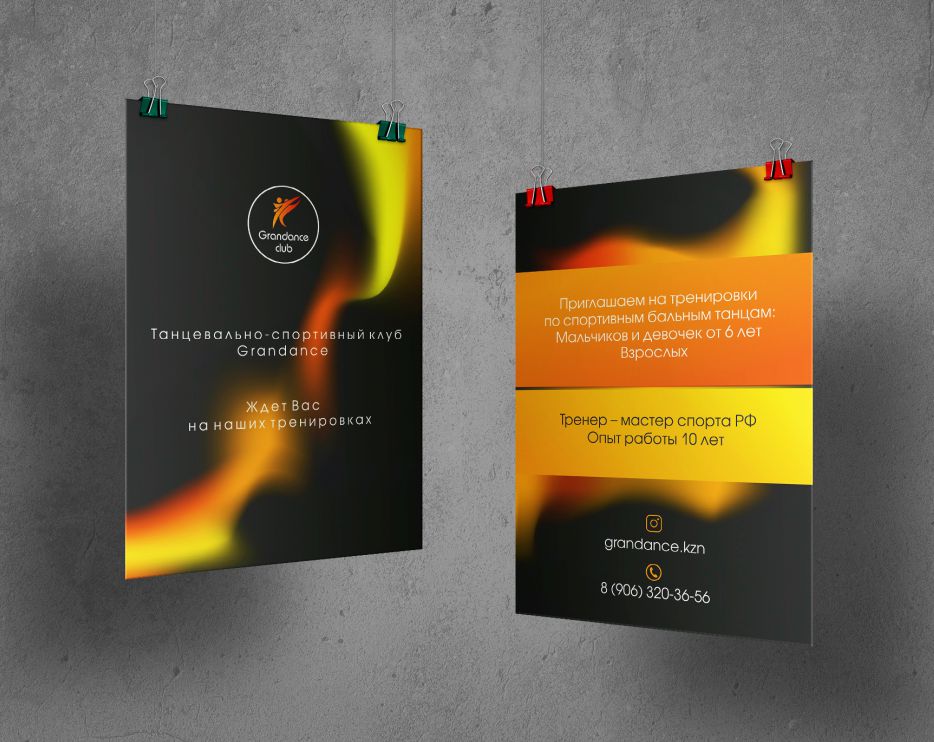 Grandance
club
Танцевально-спортивный клуб
Grandance
Ждет Вас
на наших тренировках
Приглашаем на тренировки
по спортивным бальным танцам:
Мальчиков и девочек от 6 лет
Взрослых
Тренер – мастер спорта РФ
Опыт работы 10 лет
grandance.kzn
8 (906) 320-36-56